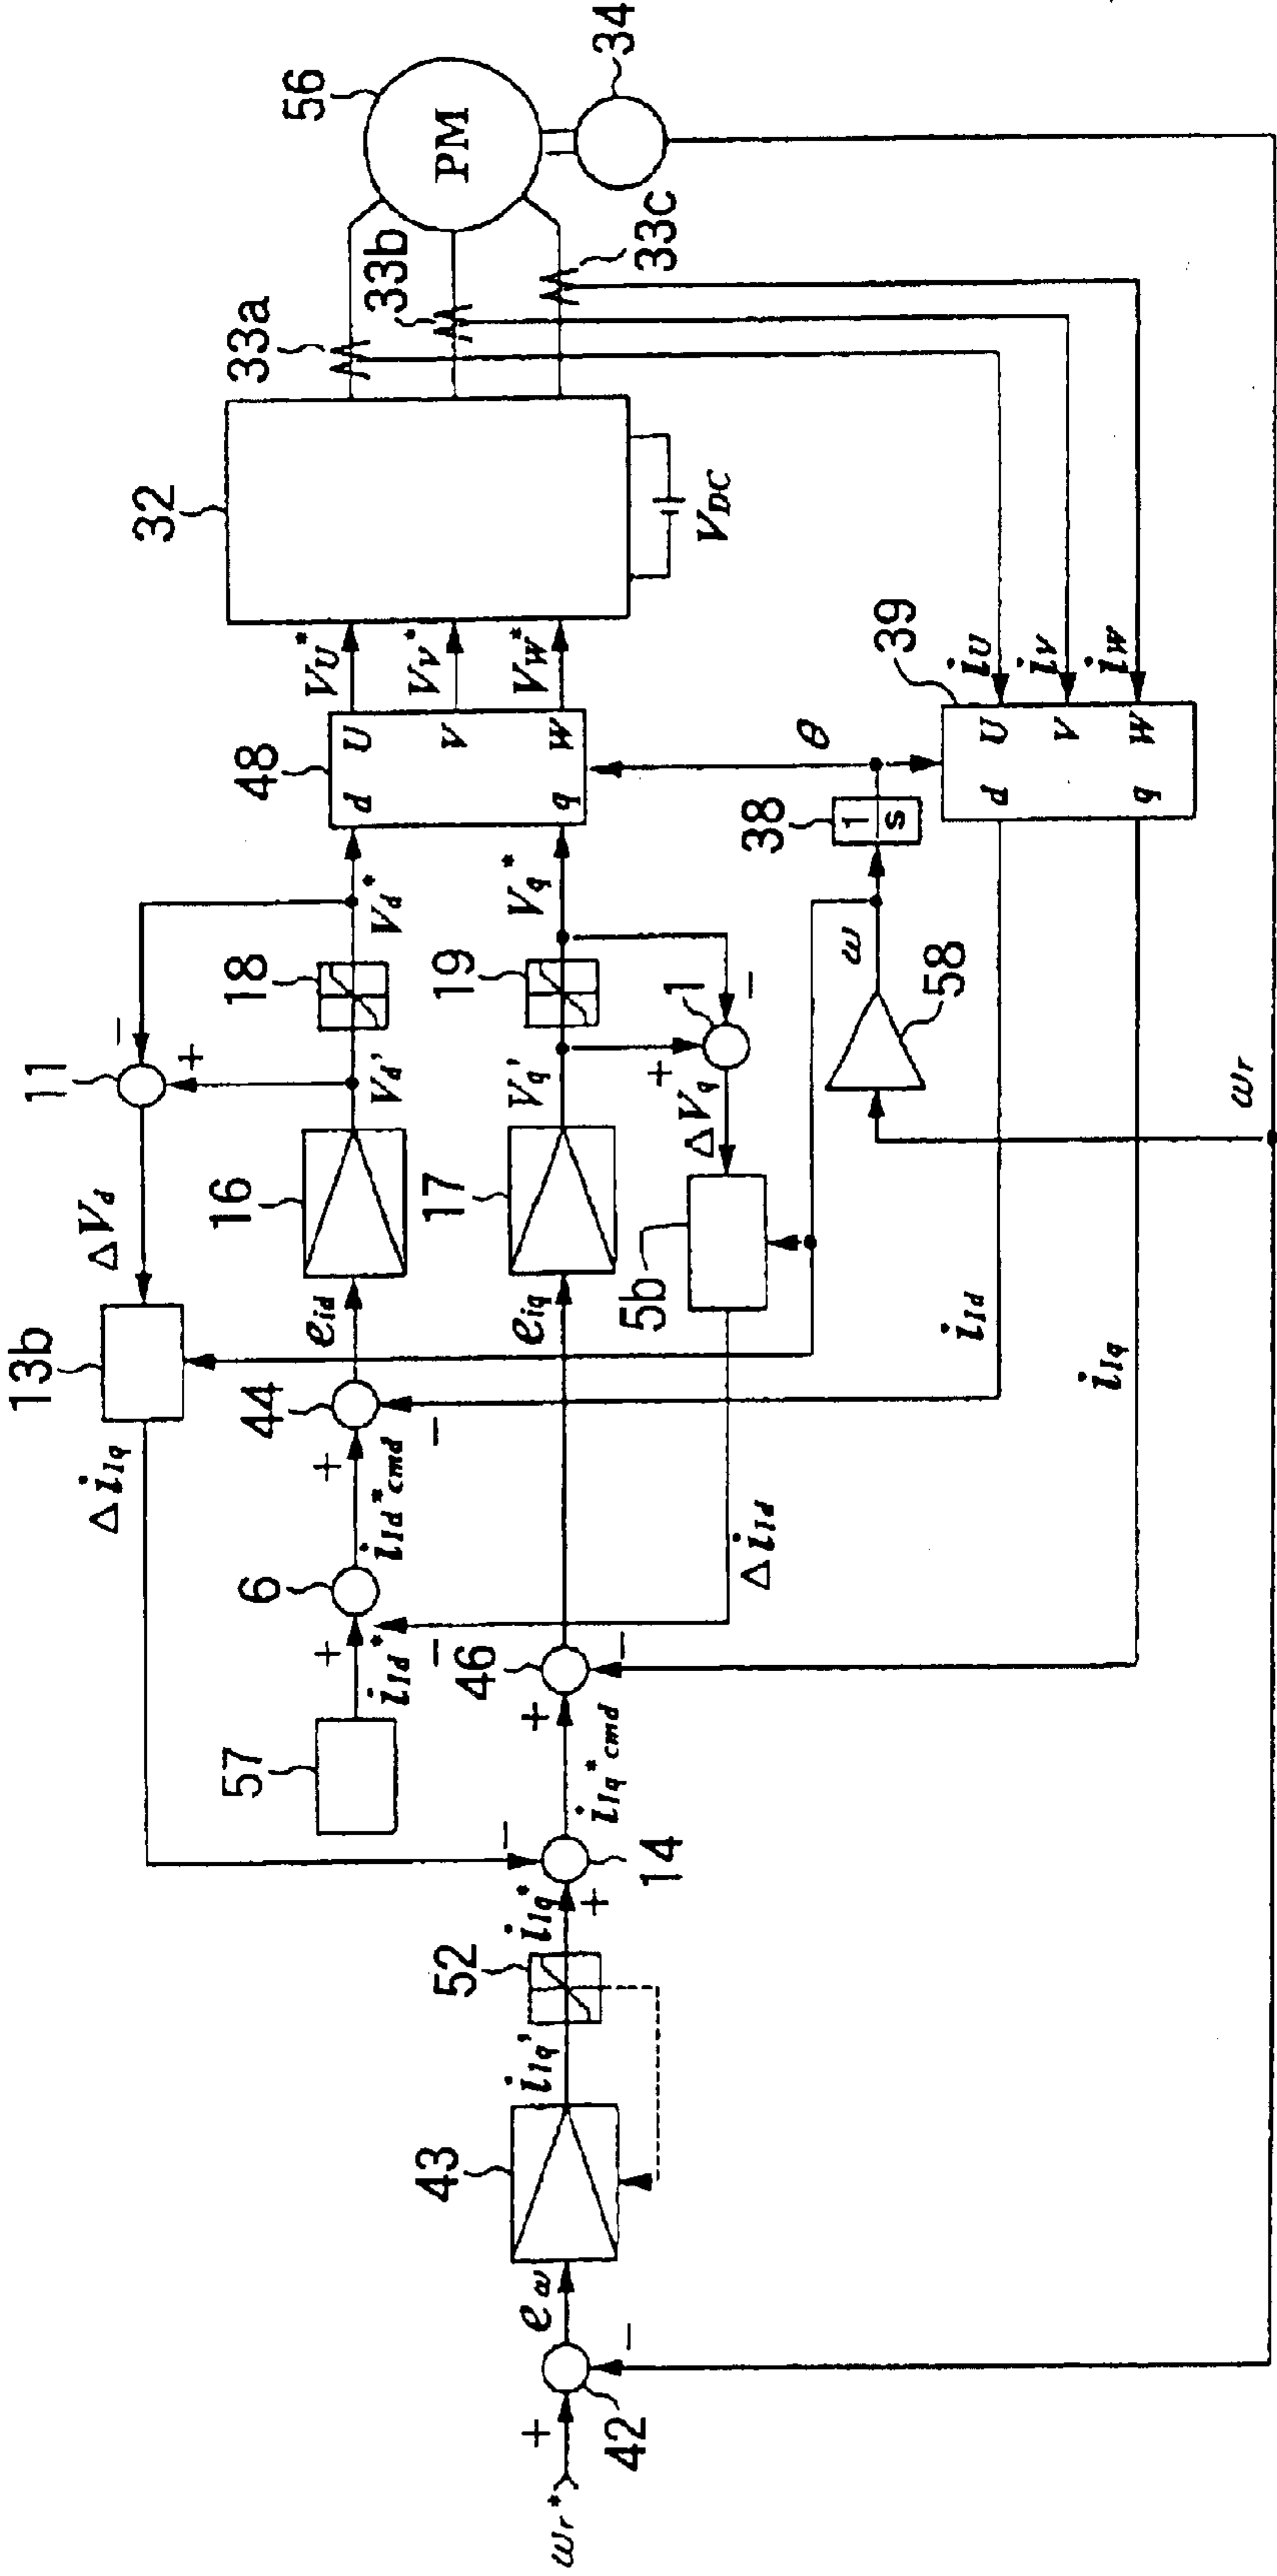 56
PM
34
33a
33b
33c
32
V_DC
V_U*
V_V*
V_W*
48
d U
V
q W
39
i_U
i_V
i_W
d U
V
q W
θ
38
1
s
ω
58
ω_r
11
−
+
ΔV_d
18
V_d*
V_d'
16
e_id
19
V_q*
V_q'
17
e_iq
1
−
+
ΔV_q
5b
13b
Δi_1q
44
+
−
i_1d
i_1q
6
i_1d*cmd
+
−
i_1d*
57
Δi_1d
46
+
−
i_1q*cmd
14
−
+
i_1q*
52
i_1q'
43
e_ω
42
+
−
ω_r*